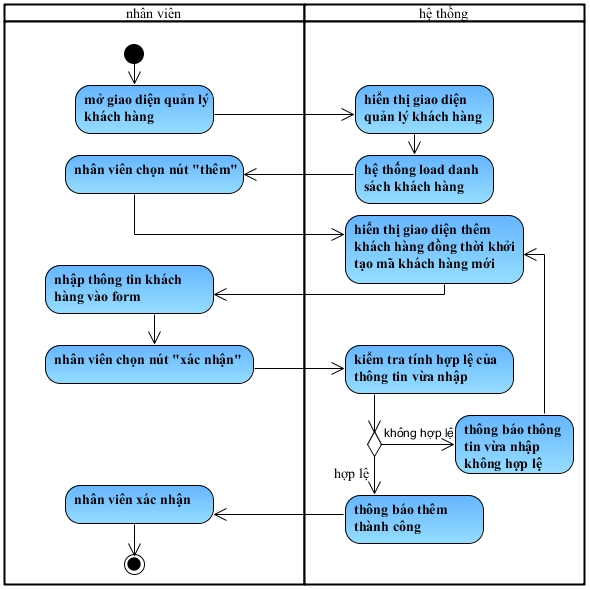 nhân viên
hệ thống
mở giao diện quản lý
khách hàng
hiển thị giao diện
quản lý khách hàng
nhân viên chọn nút "thêm"
hệ thống load danh
sách khách hàng
hiển thị giao diện thêm
khách hàng đồng thời khởi
tạo mã khách hàng mới
nhập thông tin khách
hàng vào form
nhân viên chọn nút "xác nhận"
kiểm tra tính hợp lệ của
thông tin vừa nhập
không hợp lệ
thông báo thông
tin vừa nhập
không hợp lệ
hợp lệ
nhân viên xác nhận
thông báo thêm
thành công